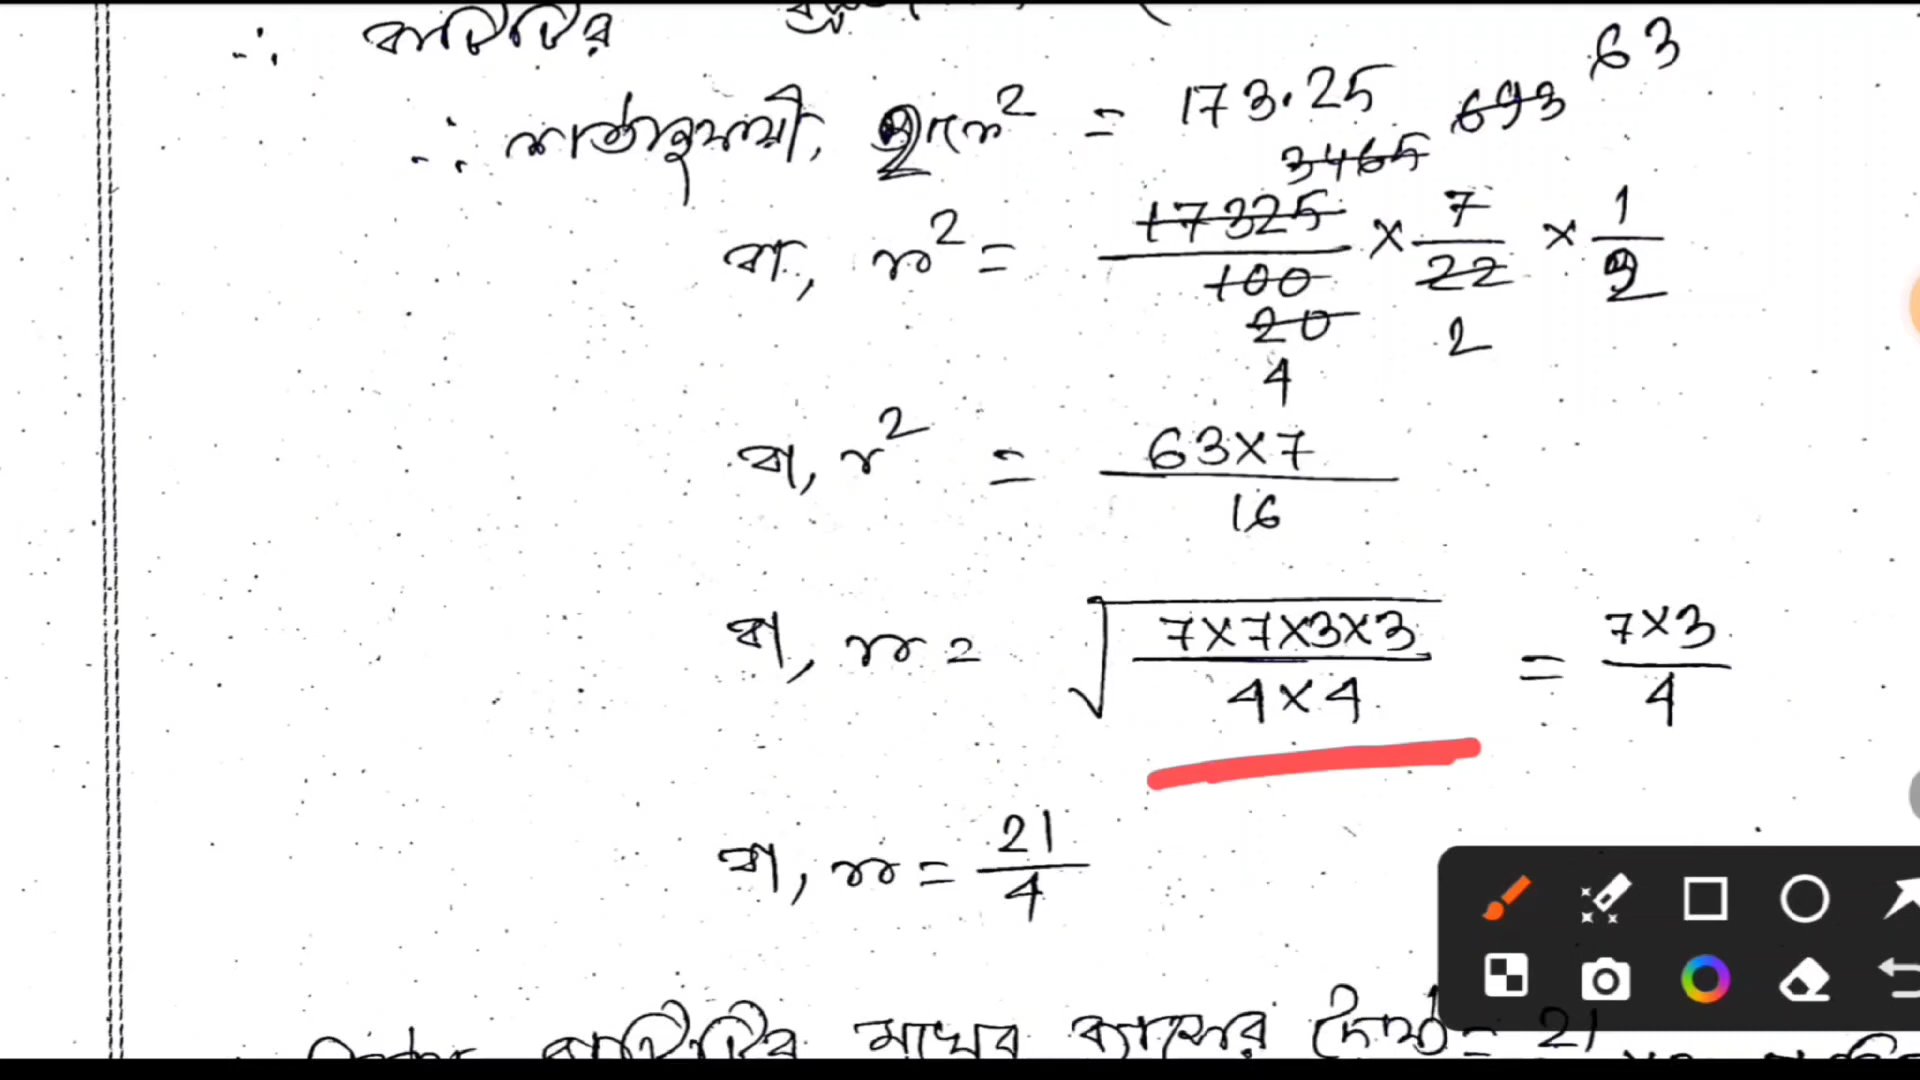 ∴ বাটিটির
∴ শর্তানুযায়ী, 2πr² = 173.25
বা, r² = 17325/100 × 7/22 × 1/2
3465 693 63
20 4 2
বা, r² = 63×7/16
বা, r = √(7×7×3×3/4×4) = 7×3/4
বা, r = 21/4
বাটিটির মুখের ব্যাসের দৈর্ঘ্য = 21